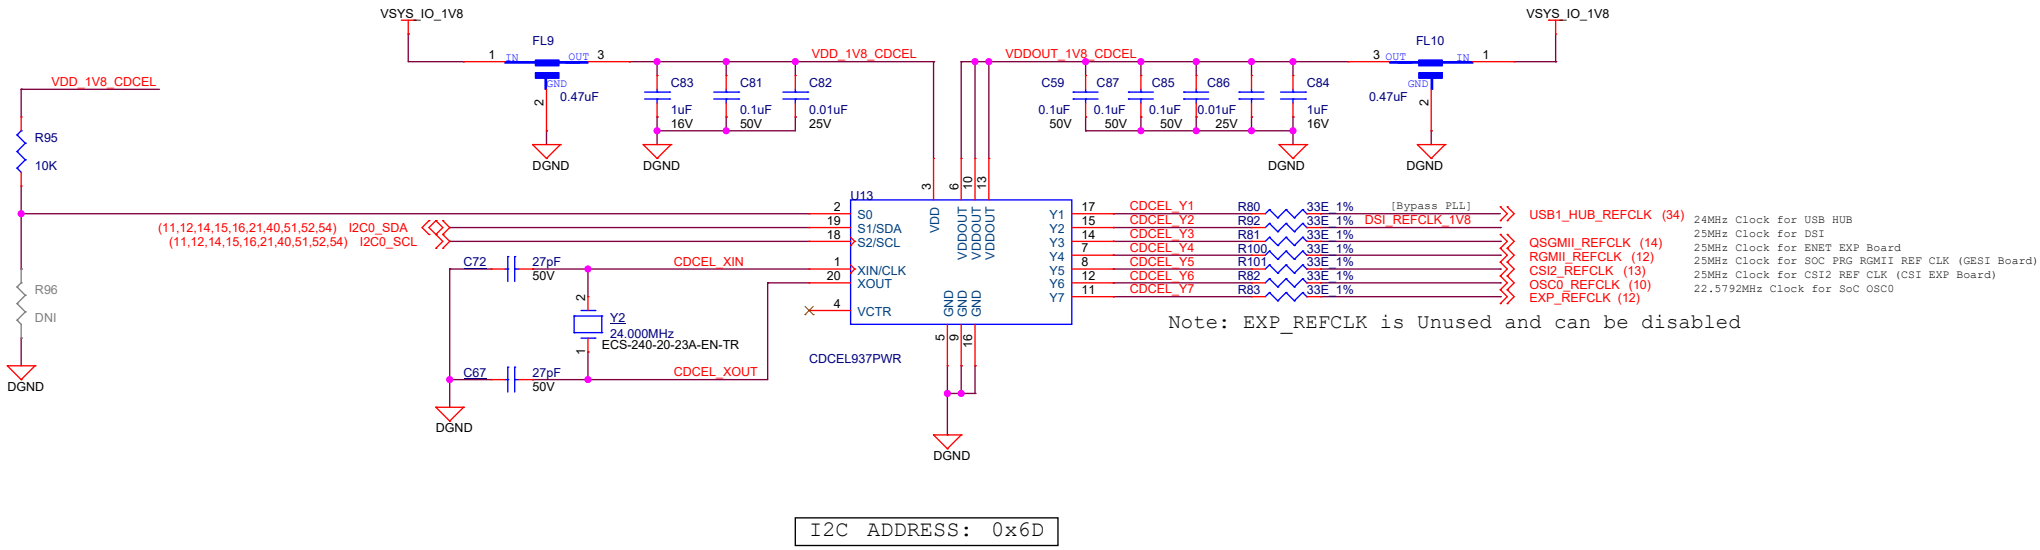 VSYS_IO_1V8
VSYS_IO_1V8
FL9
FL10
1 IN OUT 3
VDD_1V8_CDCEL
VDDOUT_1V8_CDCEL
3 OUT IN 1
GND
GND
2
0.47uF
0.47uF
2
C83
1uF
16V
C81
0.1uF
50V
C82
0.01uF
25V
C59
0.1uF
50V
C87
0.1uF
50V
C85
0.1uF
50V
C86
0.01uF
25V
C84
1uF
16V
DGND
DGND
DGND
DGND
VDD_1V8_CDCEL
R95
10K
R96
DNI
DGND
3
6
10
13
U13
VDD
VDDOUT
VDDOUT
VDDOUT
2 S0
(11,12,14,15,16,21,40,51,52,54) I2C0_SDA 19 S1/SDA
(11,12,14,15,16,21,40,51,52,54) I2C0_SCL 18 S2/SCL
CDCEL_XIN 1 XIN/CLK
20 XOUT
4 VCTR
Y1 17 CDCEL_Y1 R80 33E_1% [Bypass PLL] USB1_HUB_REFCLK (34)
Y2 15 CDCEL_Y2 R92 33E_1% DSI_REFCLK_1V8
Y3 14 CDCEL_Y3 R81 33E_1% QSGMII_REFCLK (14)
Y4 7 CDCEL_Y4 R100 33E_1% RGMII_REFCLK (12)
Y5 8 CDCEL_Y5 R101 33E_1% CSI2_REFCLK (13)
Y6 12 CDCEL_Y6 R82 33E_1% OSC0_REFCLK (10)
Y7 11 CDCEL_Y7 R83 33E_1% EXP_REFCLK (12)
24MHz Clock for USB HUB
25MHz Clock for DSI
25MHz Clock for ENET EXP Board
25MHz Clock for SOC PRG RGMII REF CLK (GESI Board)
25MHz Clock for CSI2 REF CLK (CSI EXP Board)
22.5792MHz Clock for SoC OSC0
Note: EXP_REFCLK is Unused and can be disabled
C72
27pF
50V
2
Y2
24.000MHz
ECS-240-20-23A-EN-TR
1
C67
27pF
50V
CDCEL_XOUT
DGND
GND
GND
GND
5
9
16
CDCEL937PWR
DGND
I2C ADDRESS: 0x6D